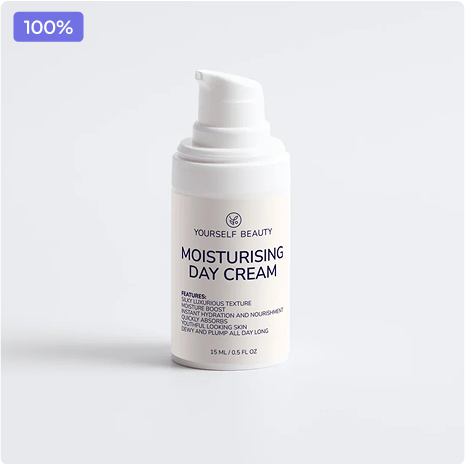 100%
YOURSELF BEAUTY
MOISTURISING
DAY CREAM
FEATURES:
SILKY LUXURIOUS TEXTURE
MOISTURE BOOST
INSTANT HYDRATION AND NOURISHMENT
QUICKLY ABSORBS
YOUTHFUL LOOKING SKIN
DEWY AND PLUMP ALL DAY LONG
15 ML / 0.5 FL OZ